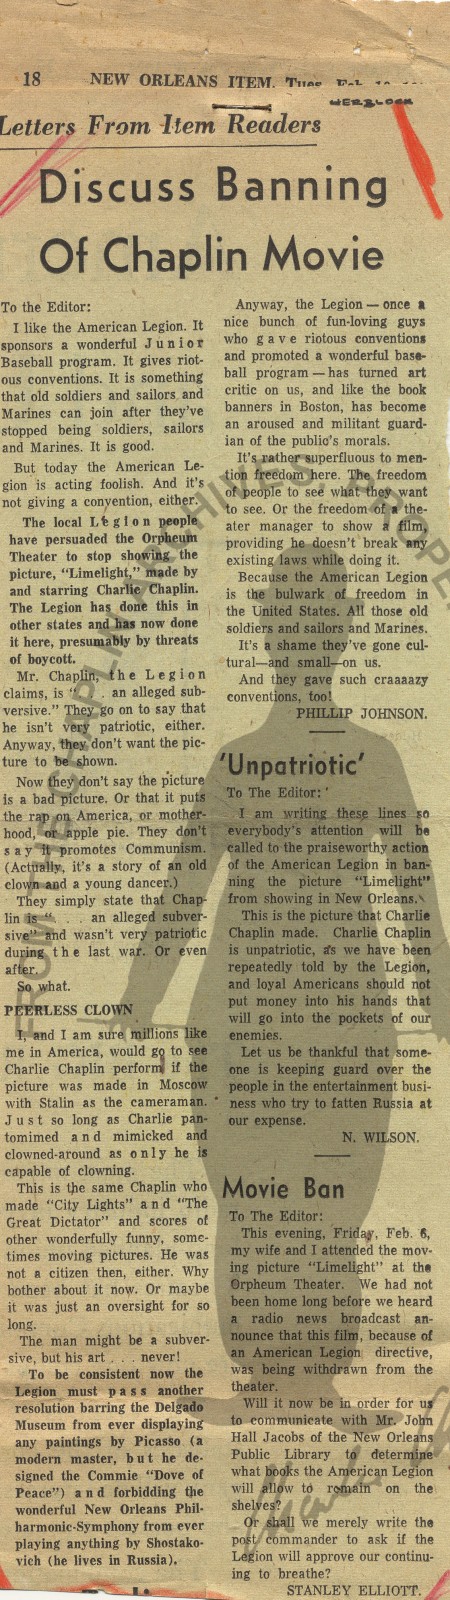 18 NEW ORLEANS ITEM, Tues., Feb. 10,
HERBLOCK
Letters From Item Readers
Discuss Banning
Of Chaplin Movie
To the Editor:
I like the American Legion. It
sponsors a wonderful Junior
Baseball program. It gives riot-
ous conventions. It is something
that old soldiers and sailors and
Marines can join after they've
stopped being soldiers, sailors
and Marines. It is good.
But today the American Le-
gion is acting foolish. And it's
not giving a convention, either.
The local Legion people
have persuaded the Orpheum
Theater to stop showing the
picture, "Limelight," made by
and starring Charlie Chaplin.
The Legion has done this in
other states and has now done
it here, presumably by threats
of boycott.
Mr. Chaplin, the Legion
claims, is ". . . an alleged sub-
versive." They go on to say that
he isn't very patriotic, either.
Anyway, they don't want the pic-
ture to be shown.
Now they don't say the picture
is a bad picture. Or that it puts
the rap on America, or mother-
hood, or apple pie. They don't
say it promotes Communism.
(Actually, it's a story of an old
clown and a young dancer.)
They simply state that Chap-
lin is ". . . an alleged subver-
sive" and wasn't very patriotic
during the last war. Or even
after.
So what.
PEERLESS CLOWN
I, and I am sure millions like
me in America, would go to see
Charlie Chaplin perform if the
picture was made in Moscow
with Stalin as the cameraman.
Just so long as Charlie pan-
tomimed and mimicked and
clowned-around as only he is
capable of clowning.
This is the same Chaplin who
made "City Lights" and "The
Great Dictator" and scores of
other wonderfully funny, some-
times moving pictures. He was
not a citizen then, either. Why
bother about it now. Or maybe
it was just an oversight for so
long.
The man might be a subver-
sive, but his art . . . never!
To be consistent now the
Legion must pass another
resolution barring the Delgado
Museum from ever displaying
any paintings by Picasso (a
modern master, but he de-
signed the Commie "Dove of
Peace") and forbidding the
wonderful New Orleans Phil-
harmonic-Symphony from ever
playing anything by Shostako-
vich (he lives in Russia).
Anyway, the Legion — once a
nice bunch of fun-loving guys
who gave riotous conventions
and promoted a wonderful base-
ball program — has turned art
critic on us, and like the book
banners in Boston, has become
an aroused and militant guard-
ian of the public's morals.
It's rather superfluous to men-
tion freedom here. The freedom
of people to see what they want
to see. Or the freedom of a the-
ater manager to show a film,
providing he doesn't break any
existing laws while doing it.
Because the American Legion
is the bulwark of freedom in
the United States. All those old
soldiers and sailors and Marines.
It's a shame they've gone cul-
tural—and small—on us.
And they gave such craaaazy
conventions, too!
PHILLIP JOHNSON.
'Unpatriotic'
To The Editor:
I am writing these lines so
everybody's attention will be
called to the praiseworthy action
of the American Legion in ban-
ning the picture "Limelight"
from showing in New Orleans.
This is the picture that Charlie
Chaplin made. Charlie Chaplin
is unpatriotic, as we have been
repeatedly told by the Legion,
and loyal Americans should not
put money into his hands that
will go into the pockets of our
enemies.
Let us be thankful that some-
one is keeping guard over the
people in the entertainment busi-
ness who try to fatten Russia at
our expense.
N. WILSON.
Movie Ban
To The Editor:
This evening, Friday, Feb. 6,
my wife and I attended the mov-
ing picture "Limelight" at the
Orpheum Theater. We had not
been home long before we heard
a radio news broadcast an-
nounce that this film, because of
an American Legion directive,
was being withdrawn from the
theater.
Will it now be in order for us
to communicate with Mr. John
Hall Jacobs of the New Orleans
Public Library to determine
what books the American Legion
will allow to remain on the
shelves?
Or shall we merely write the
post commander to ask if the
Legion will approve our continu-
ing to breathe?
STANLEY ELLIOTT.
FROM THE CHAPLIN ARCHIVES